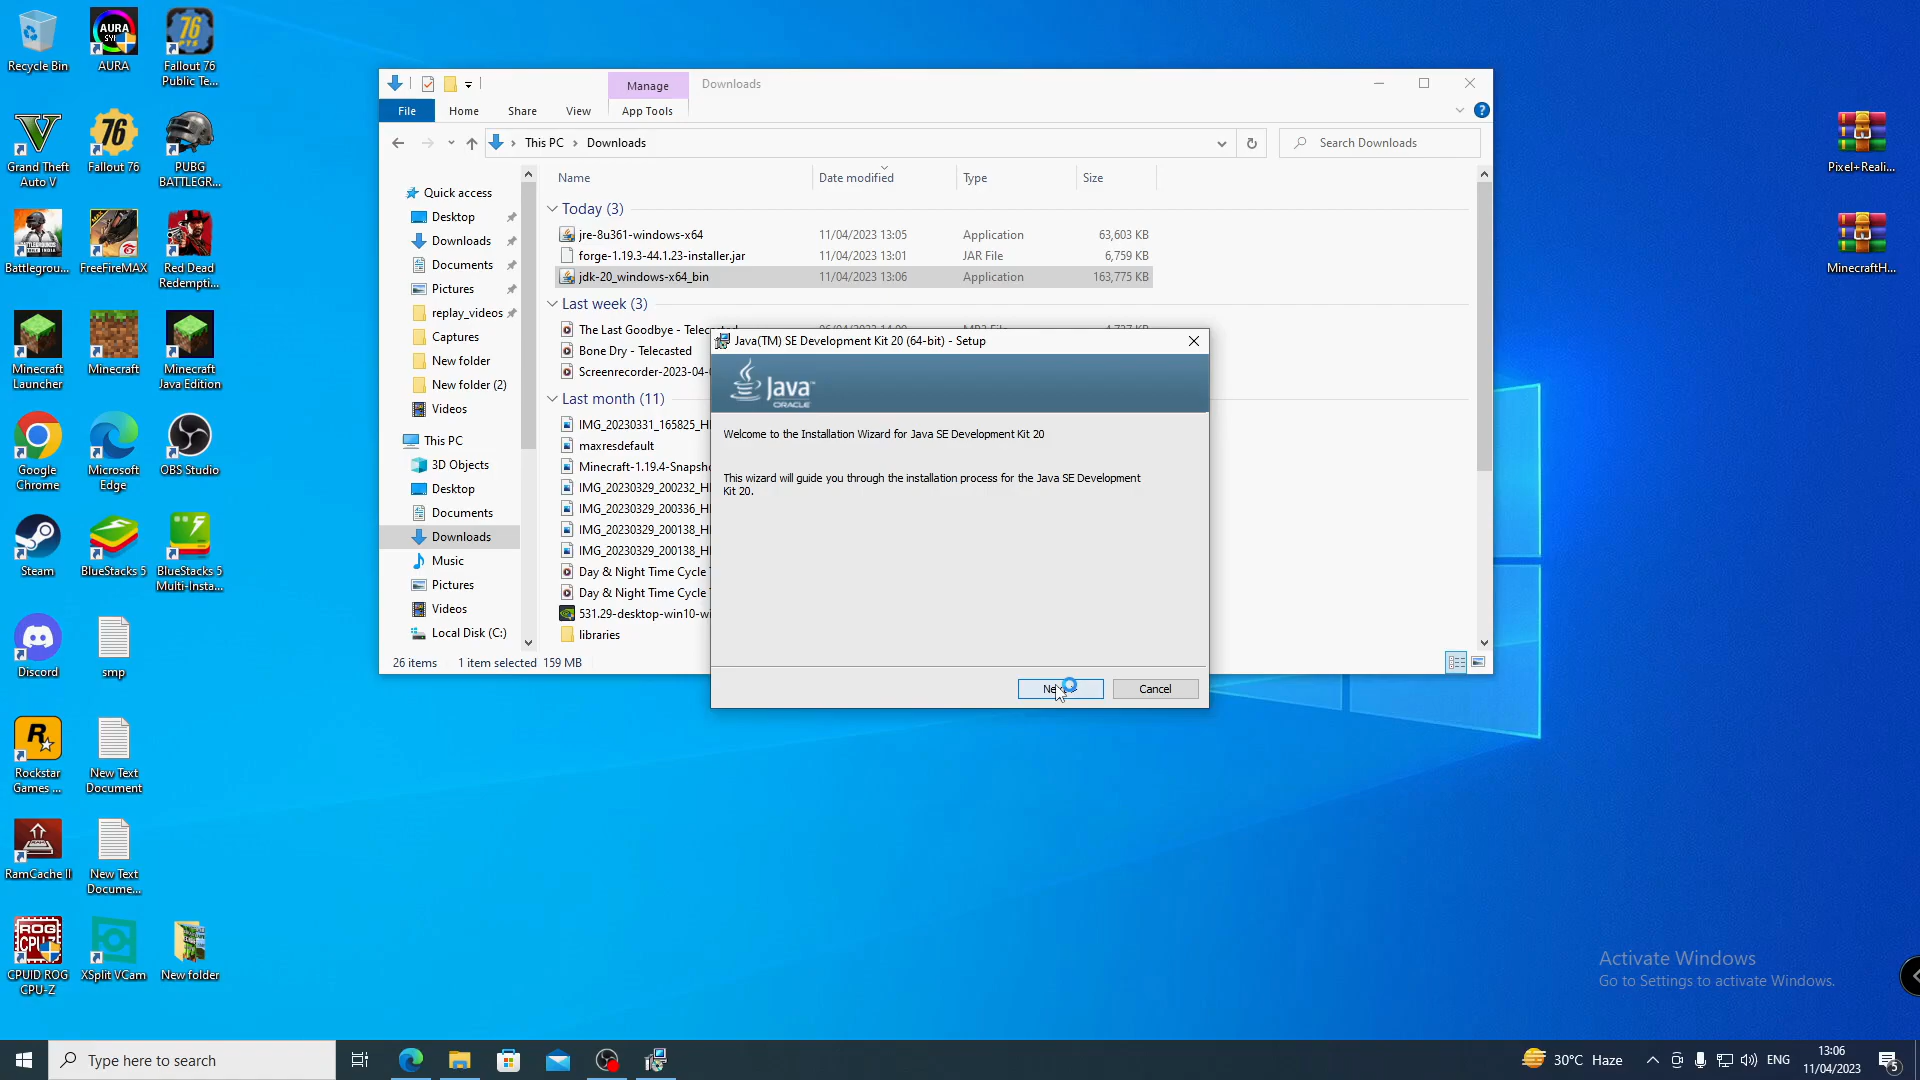 Recycle Bin
AURA
Fallout 76
Public Te...
Grand Theft
Auto V
Fallout 76
PUBG
BATTLEGR...
Battlegrou...
FreeFireMAX
Red Dead
Redempti...
Minecraft
Launcher
Minecraft
Minecraft
Java Edition
Google
Chrome
Microsoft
Edge
OBS Studio
Steam
BlueStacks 5
BlueStacks 5
Multi-Insta...
Discord
smp
Rockstar
Games ...
New Text
Document
RamCache II
New Text
Docume...
CPUID ROG
CPU-Z
XSplit VCam
New folder
Manage
Downloads
File
Home
Share
View
App Tools
This PC
Downloads
Search Downloads
Name
Date modified
Type
Size
Quick access
Desktop
Downloads
Documents
Pictures
replay_videos
Captures
New folder
New folder (2)
Videos
This PC
3D Objects
Desktop
Documents
Downloads
Music
Pictures
Videos
Local Disk (C:)
Today (3)
jre-8u361-windows-x64 11/04/2023 13:05 Application 63,603 KB
forge-1.19.3-44.1.23-installer.jar 11/04/2023 13:01 JAR File 6,759 KB
jdk-20_windows-x64_bin 11/04/2023 13:06 Application 163,775 KB
Last week (3)
The Last Goodbye -
Bone Dry - Telecasted
Screenrecorder-2023-04-
Last month (11)
IMG_20230331_165825_H
maxresdefault
Minecraft-1.19.4-Snapsh
IMG_20230329_200232_H
IMG_20230329_200336_H
IMG_20230329_200138_H
IMG_20230329_200138_H
Day & Night Time Cycle
Day & Night Time Cycle
531.29-desktop-win10-w
libraries
26 items
1 item selected
159 MB
Java(TM) SE Development Kit 20 (64-bit) - Setup
Java
ORACLE
Welcome to the Installation Wizard for Java SE Development Kit 20
This wizard will guide you through the installation process for the Java SE Development
Kit 20.
Cancel
Pixel+Reali...
MinecraftH...
Activate Windows
Go to Settings to activate Windows.
Type here to search
30°C Haze
ENG
13:06
11/04/2023
5